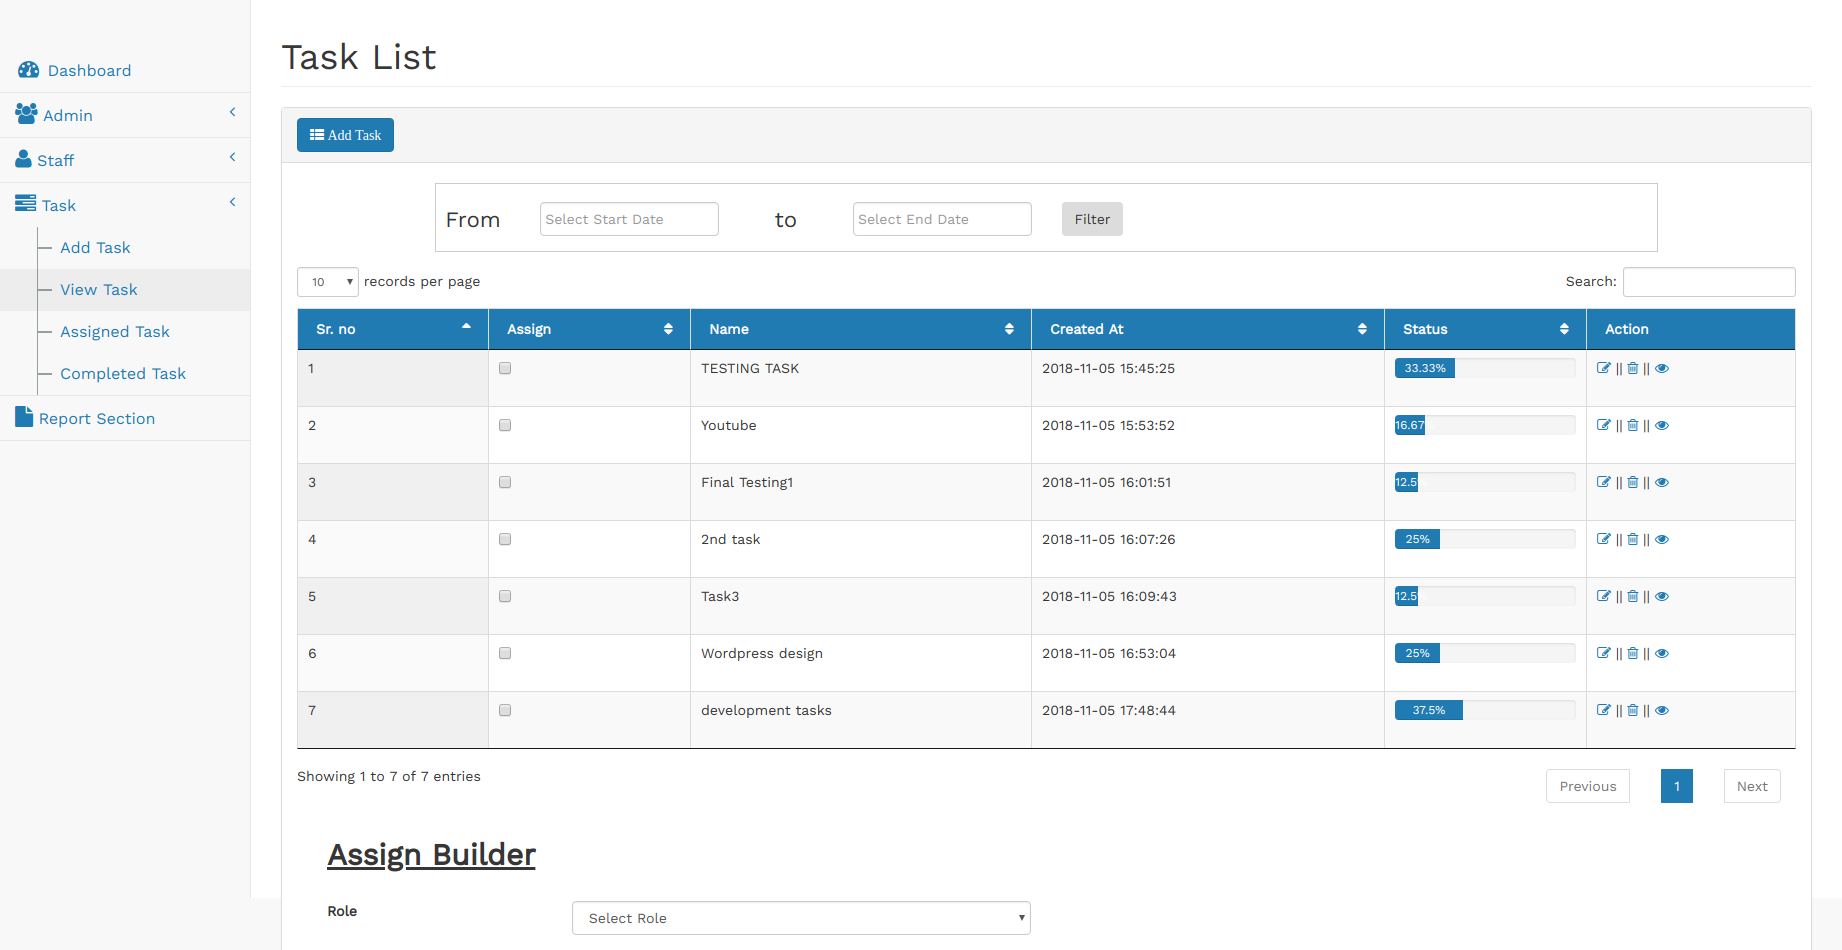 Dashboard
Admin
Staff
Task
Add Task
View Task
Assigned Task
Completed Task
Report Section
Task List
Add Task
From Select Start Date to Select End Date Filter
10 records per page Search:
Sr. no Assign Name Created At Status Action
1 TESTING TASK 2018-11-05 15:45:25 33.33% || ||
2 Youtube 2018-11-05 15:53:52 16.67 || ||
3 Final Testing1 2018-11-05 16:01:51 12.5 || ||
4 2nd task 2018-11-05 16:07:26 25% || ||
5 Task3 2018-11-05 16:09:43 12.5 || ||
6 Wordpress design 2018-11-05 16:53:04 25% || ||
7 development tasks 2018-11-05 17:48:44 37.5% || ||
Showing 1 to 7 of 7 entries Previous 1 Next
Assign Builder
Role Select Role